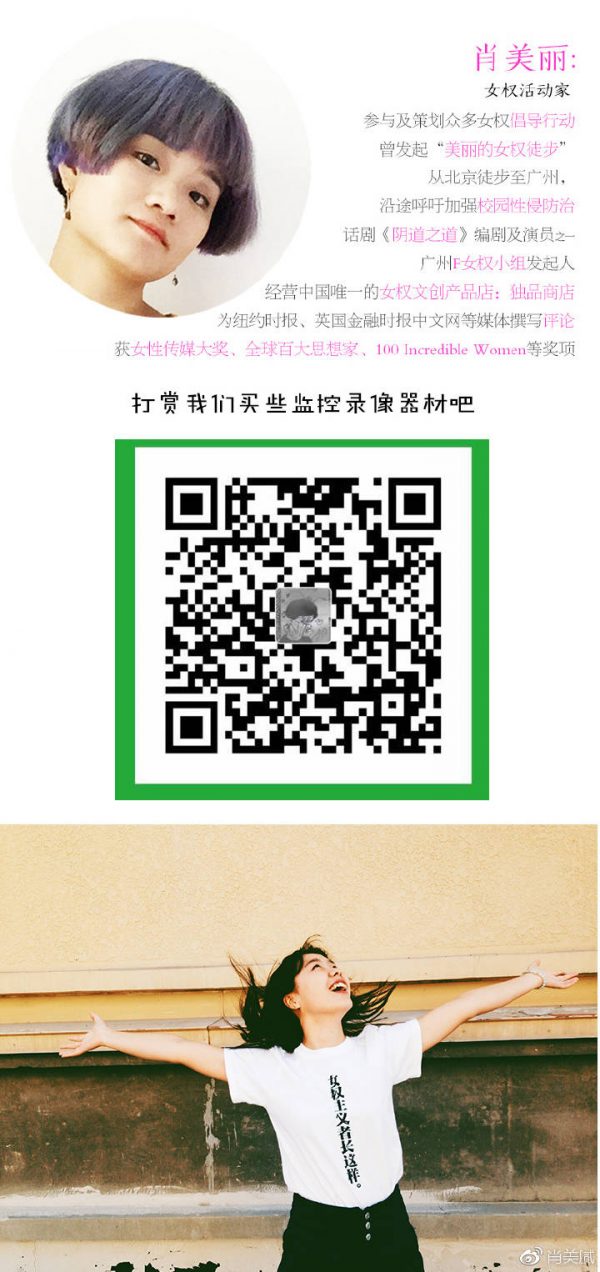 肖美丽:
女权活动家
参与及策划众多女权倡导行动
曾发起“美丽的女权徒步”
从北京徒步至广州，
沿途呼吁加强校园性侵防治
话剧《阴道之道》编剧及演员之一
广州F女权小组发起人
经营中国唯一的女权文创产品店：独品商店
为纽约时报、英国金融时报中文网等媒体撰写评论
获女性传媒大奖、全球百大思想家、100 Incredible Women等奖项
打赏我们买些监控录像器材吧
女权主义者长这样。
肖美腻